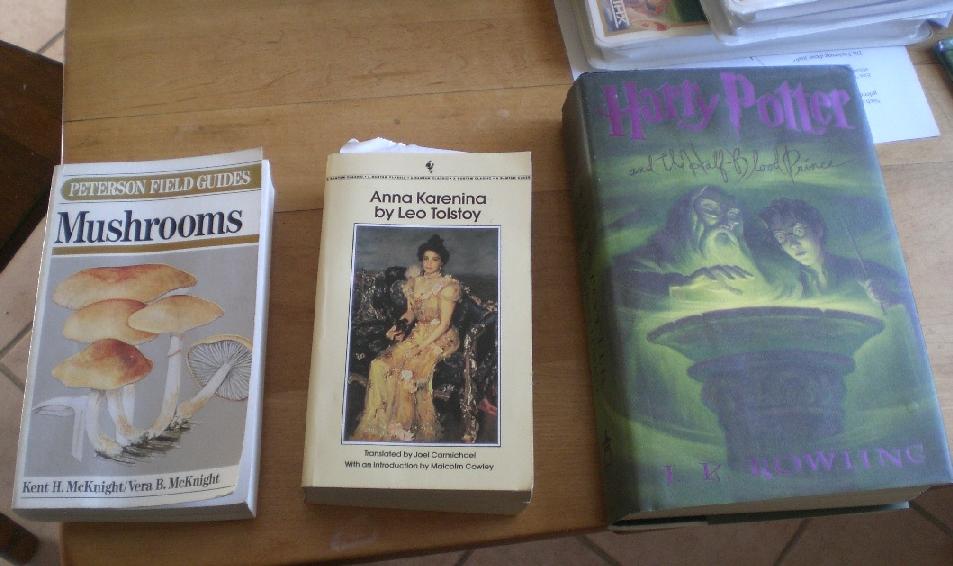 PETERSON FIELD GUIDES
Mushrooms
Kent H. McKnight/Vera B. McKnight
Anna Karenina
by Leo Tolstoy
Translated by Joel Carmichael
With an Introduction by Malcolm Cowley
Harry Potter
and the Half-Blood Prince
J. K. ROWLING